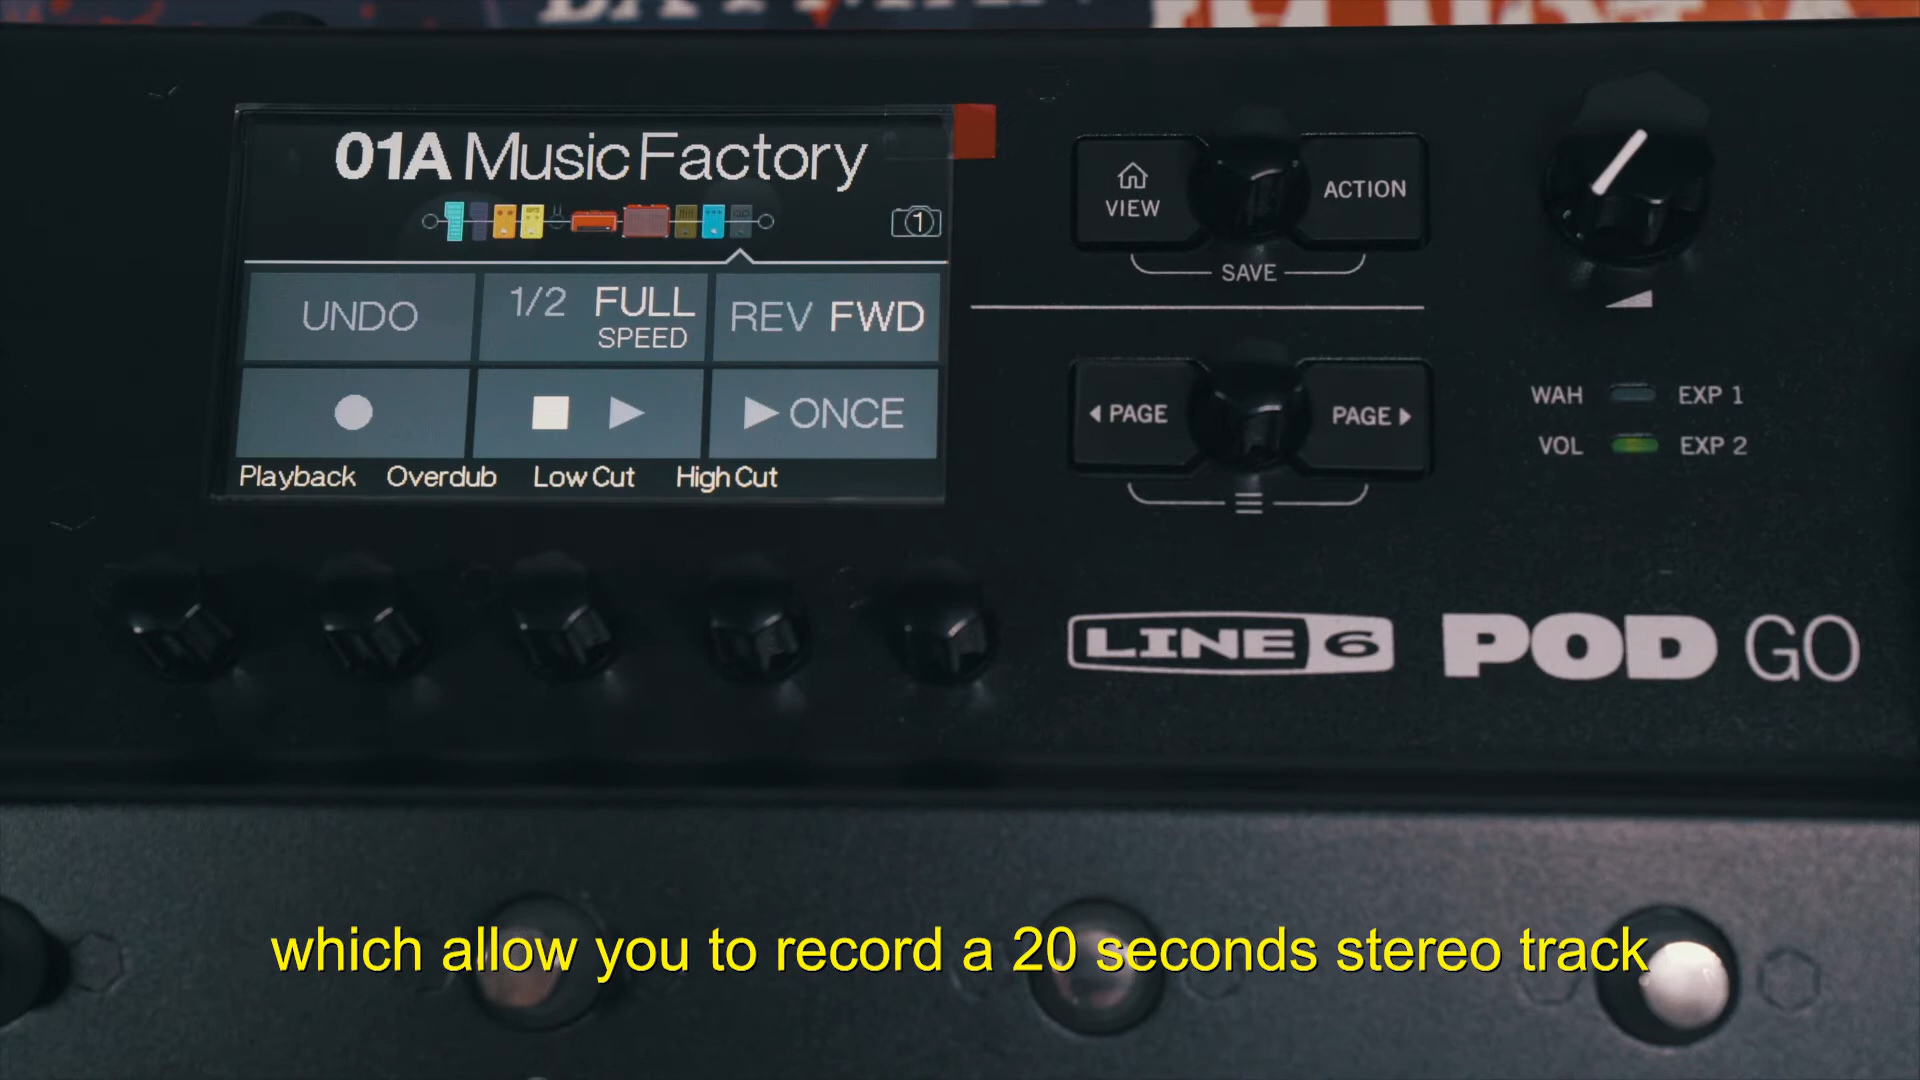 BATMAN
01A Music Factory
1
UNDO
1/2 FULL SPEED
REV FWD
ONCE
Playback Overdub Low Cut High Cut
VIEW
ACTION
SAVE
PAGE
PAGE
WAH EXP 1
VOL EXP 2
LINE 6 POD GO
which allow you to record a 20 seconds stereo track